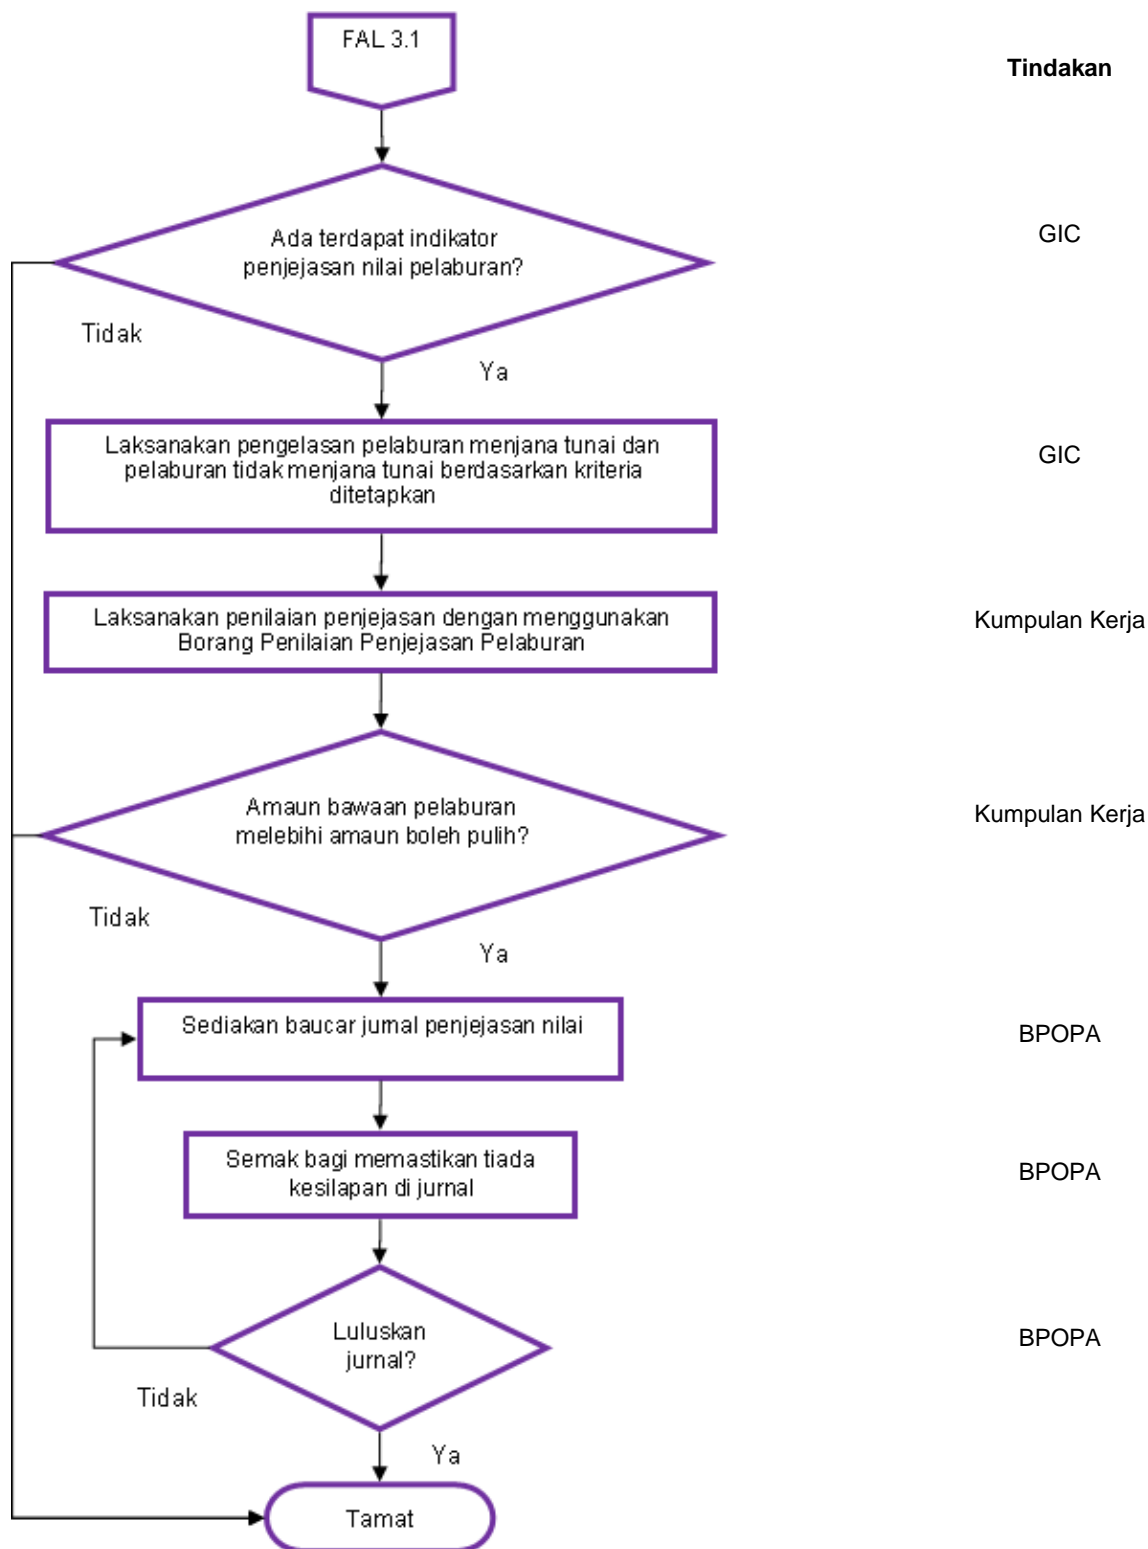 FAL 3.1
Tindakan
Ada terdapat indikator
penjejasan nilai pelaburan?
GIC
Tidak
Ya
Laksanakan pengelasan pelaburan menjana tunai dan
pelaburan tidak menjana tunai berdasarkan kriteria
ditetapkan
GIC
Laksanakan penilaian penjejasan dengan menggunakan
Borang Penilaian Penjejasan Pelaburan
Kumpulan Kerja
Amaun bawaan pelaburan
melebihi amaun boleh pulih?
Kumpulan Kerja
Tidak
Ya
Sediakan baucar jurnal penjejasan nilai
BPOPA
Semak bagi memastikan tiada
kesilapan di jurnal
BPOPA
Luluskan
jurnal?
BPOPA
Tidak
Ya
Tamat